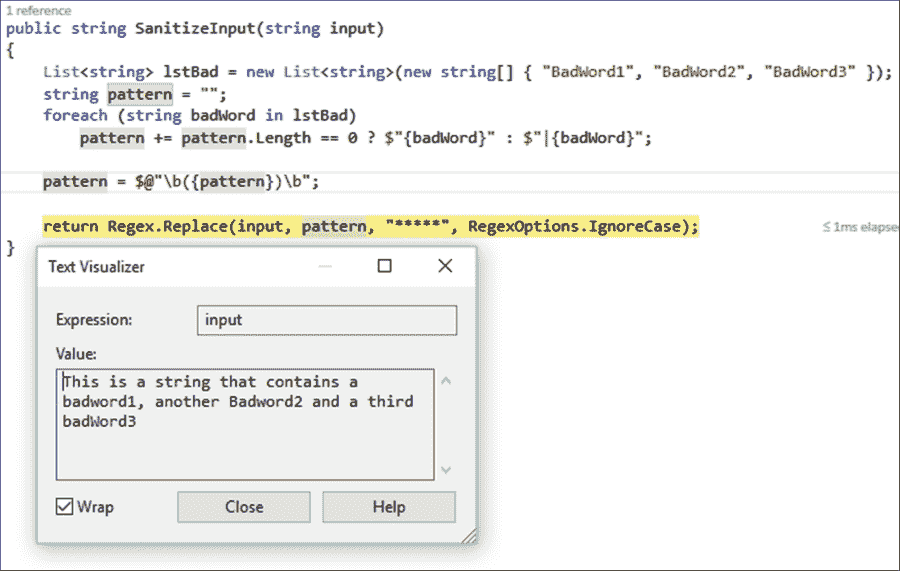 1 reference
public string SanitizeInput(string input)
{
List<string> lstBad = new List<string>(new string[] { "BadWord1", "BadWord2", "BadWord3" });
string pattern = "";
foreach (string badWord in lstBad)
pattern += pattern.Length == 0 ? $"{badWord}" : $"|{badWord}";
pattern = $@"\b({pattern})\b";
return Regex.Replace(input, pattern, "*****", RegexOptions.IgnoreCase); ≤ 1ms elapse
}
Text Visualizer
Expression: input
Value:
This is a string that contains a
badword1, another Badword2 and a third
badWord3
Wrap Close Help